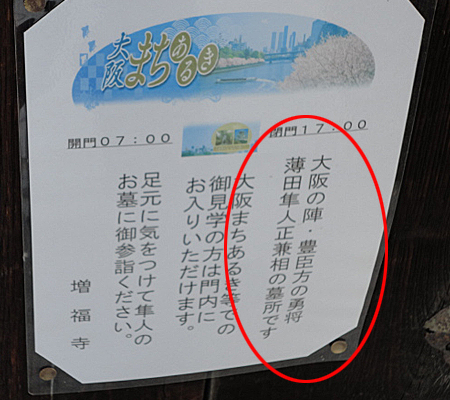 大阪
まちあるき
開門07:00
閉門17:00
大阪の陣・豊臣方の勇将
薄田隼人正兼相の墓所です
大阪まちあるき等での
御見学の方は門内に
お入りいただけます。
足元に気をつけて隼人の
お墓に御参詣ください。
増福寺